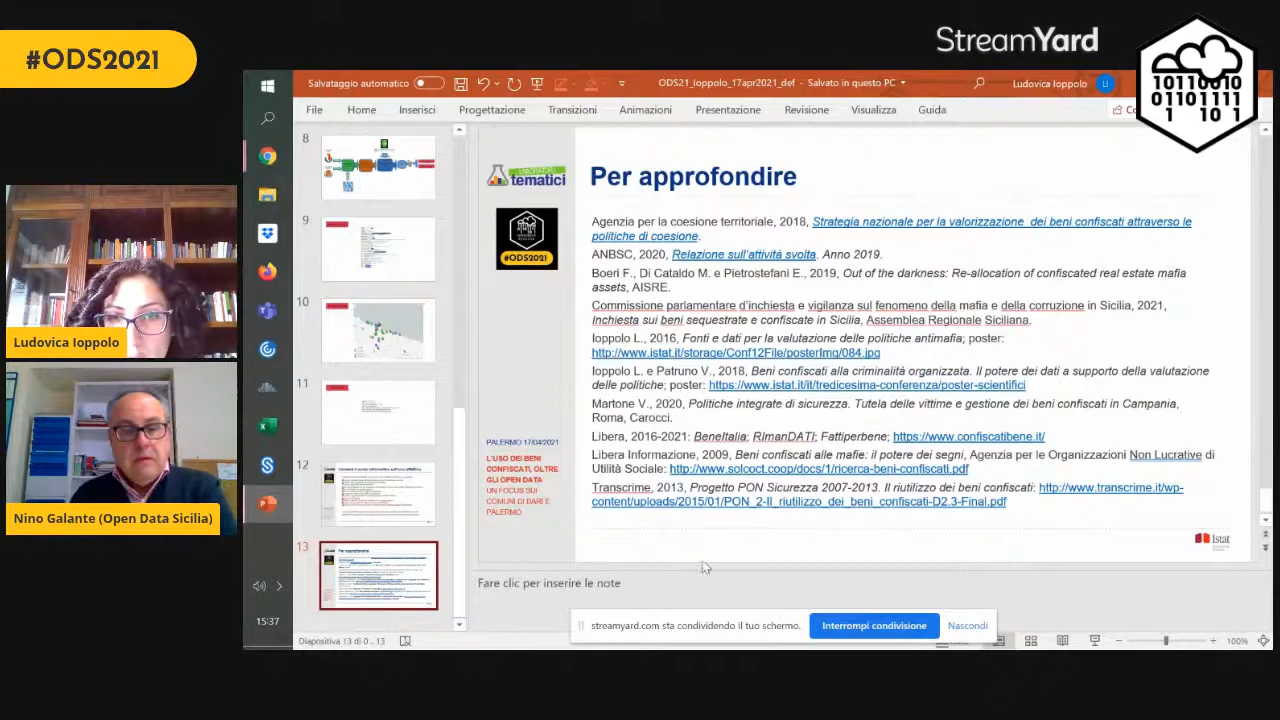 #ODS2021
StreamYard
10110010
01101111
1 10 1
Salvataggio automatico
ODS21_Ioppolo_17apr2021_def - Salvato in questo PC
Ludovica Ioppolo
LI
File Home Inserisci Progettazione Transizioni Animazioni Presentazione Revisione Visualizza Guida
8
9
10
11
12
13
LABORATORI
tematici
#ODS2021
PALERMO 17/04/2021
L'USO DEI BENI
CONFISCATI, OLTRE
GLI OPEN DATA
UN FOCUS SUI
COMUNI DI BARI E
PALERMO
Per approfondire
Agenzia per la coesione territoriale, 2018, Strategia nazionale per la valorizzazione dei beni confiscati attraverso le
politiche di coesione.
ANBSC, 2020, Relazione sull'attività svolta. Anno 2019.
Boeri F., Di Cataldo M. e Pietrostefani E., 2019, Out of the darkness: Re-allocation of confiscated real estate mafia
assets, AISRE.
Commissione parlamentare d'inchiesta e vigilanza sul fenomeno della mafia e della corruzione in Sicilia, 2021,
Inchiesta sui beni sequestrate e confiscate in Sicilia, Assemblea Regionale Siciliana.
Ioppolo L., 2016, Fonti e dati per la valutazione delle politiche antimafia; poster:
http://www.istat.it/storage/Conf12File/posterImg/084.jpg
Ioppolo L. e Patruno V., 2018, Beni confiscati alla criminalità organizzata. Il potere dei dati a supporto della valutazione
delle politiche; poster: https://www.istat.it/it/tredicesima-conferenza/poster-scientifici
Martone V., 2020, Politiche integrate di sicurezza. Tutela delle vittime e gestione dei beni confiscati in Campania,
Roma, Carocci.
Libera, 2016-2021: BeneItalia; RImanDATI; Fattiperbene; https://www.confiscatibene.it/
Libera Informazione, 2009, Beni confiscati alle mafie: il potere dei segni, Agenzia per le Organizzazioni Non Lucrative di
Utilità Sociale: http://www.solcoct.coop/docs/1/ricerca-beni-confiscati.pdf
Transcrime, 2013, Progetto PON Sicurezza 2007-2013. Il riutilizzo dei beni confiscati: http://www.transcrime.it/wp-
content/uploads/2015/01/PON_2-Il_riutilizzo_dei_beni_confiscati-D2.3-Final.pdf
Istat
Fare clic per inserire le note
streamyard.com sta condividendo il tuo schermo.
Interrompi condivisione
Nascondi
15:37
Diapositiva 13 di 0 .. 13
100%
Ludovica Ioppolo
Nino Galante (Open Data Sicilia)